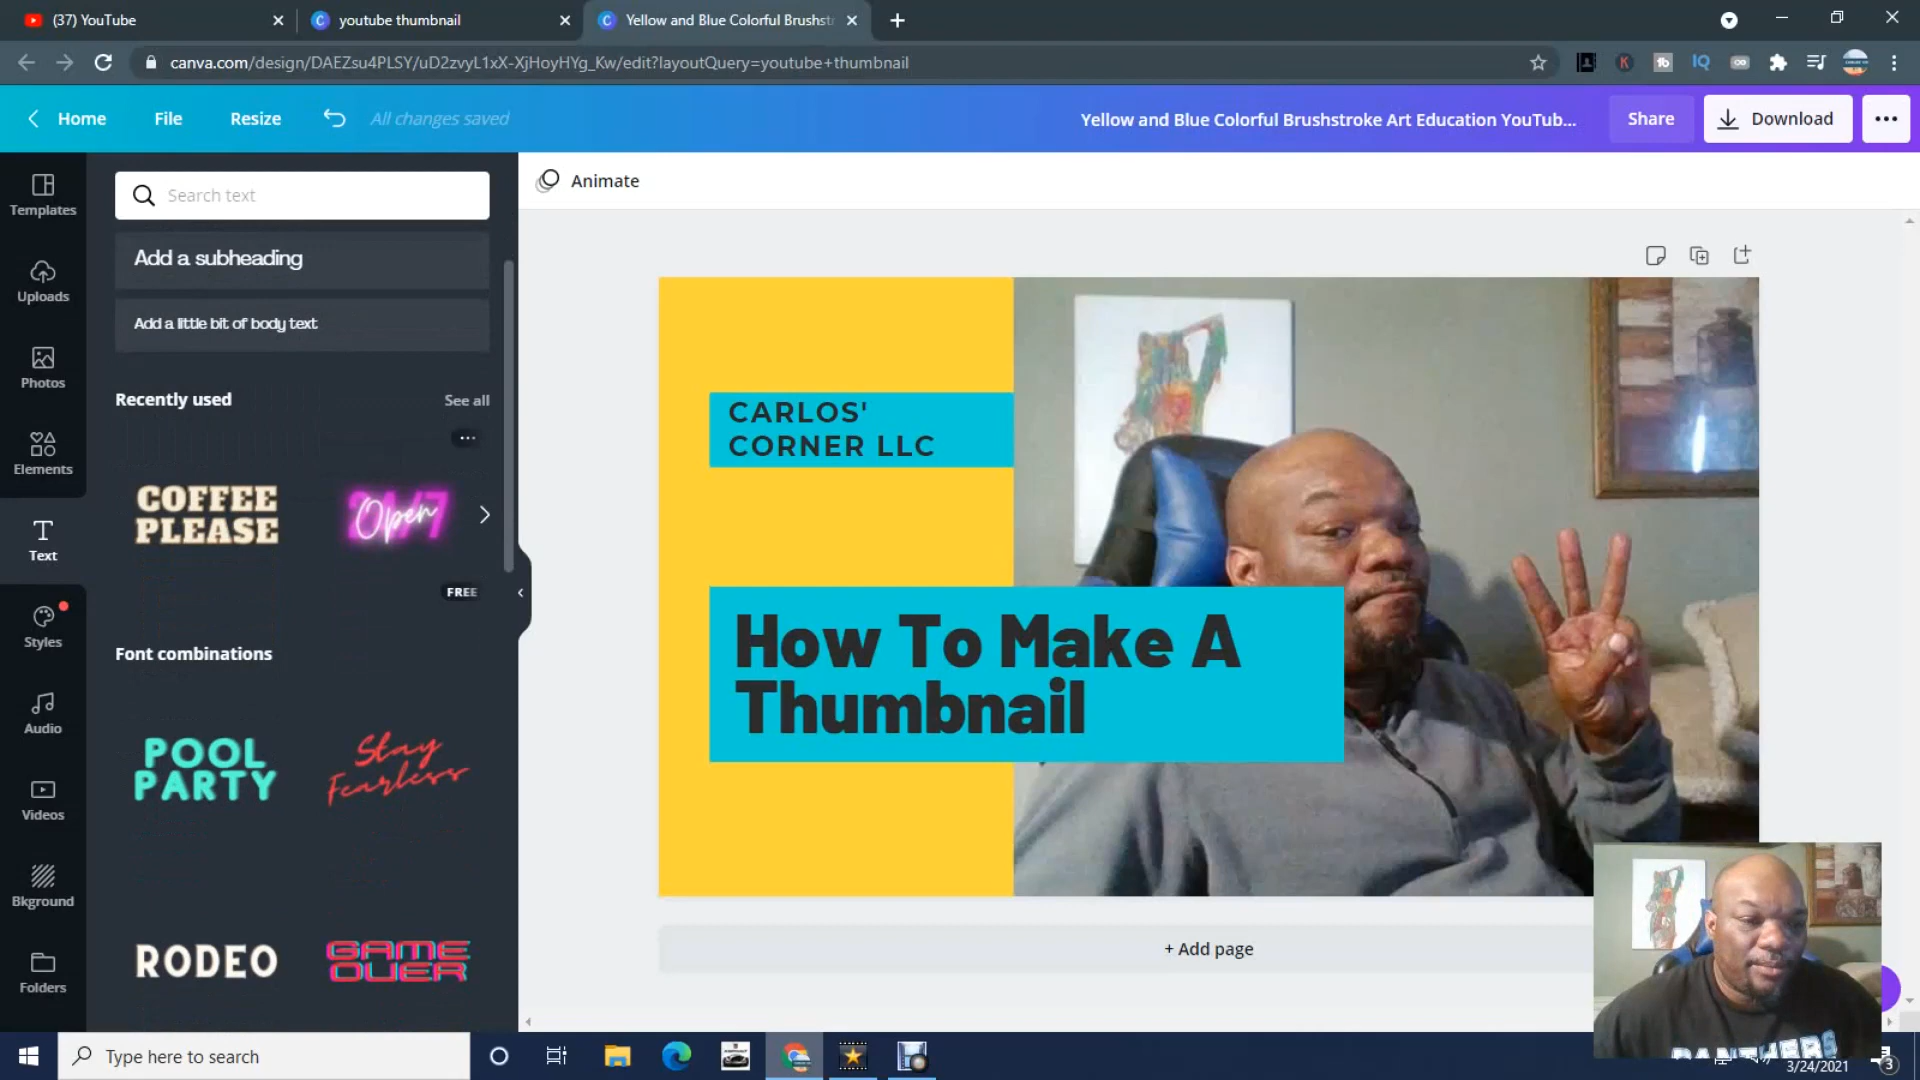 (37) YouTube
youtube thumbnail
Yellow and Blue Colorful Brushst
canva.com/design/DAEZsu4PLSY/uD2zvyL1xX-XjHoyHYg_Kw/edit?layoutQuery=youtube+thumbnail
Home
File
Resize
All changes saved
Yellow and Blue Colorful Brushstroke Art Education YouTub...
Share
Download
Templates
Uploads
Photos
Elements
Text
Styles
Audio
Videos
Bkground
Folders
Search text
Add a subheading
Add a little bit of body text
Recently used
See all
COFFEE
PLEASE
24/7
Open
FREE
Font combinations
POOL
PARTY
Stay
Fearless
RODEO
GAME
OVER
Animate
CARLOS'
CORNER LLC
How To Make A
Thumbnail
+ Add page
Type here to search
PANTHERS
3/24/2021
3